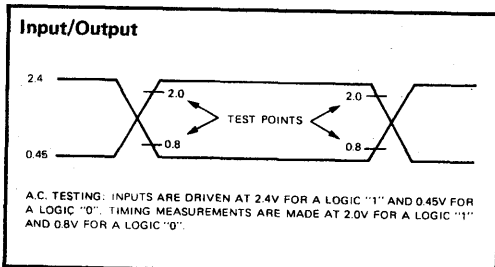 Input/Output
2.4
2.0
2.0
TEST POINTS
0.8
0.8
0.45
A.C. TESTING: INPUTS ARE DRIVEN AT 2.4V FOR A LOGIC "1" AND 0.45V FOR
A LOGIC "0". TIMING MEASUREMENTS ARE MADE AT 2.0V FOR A LOGIC "1"
AND 0.8V FOR A LOGIC "0".